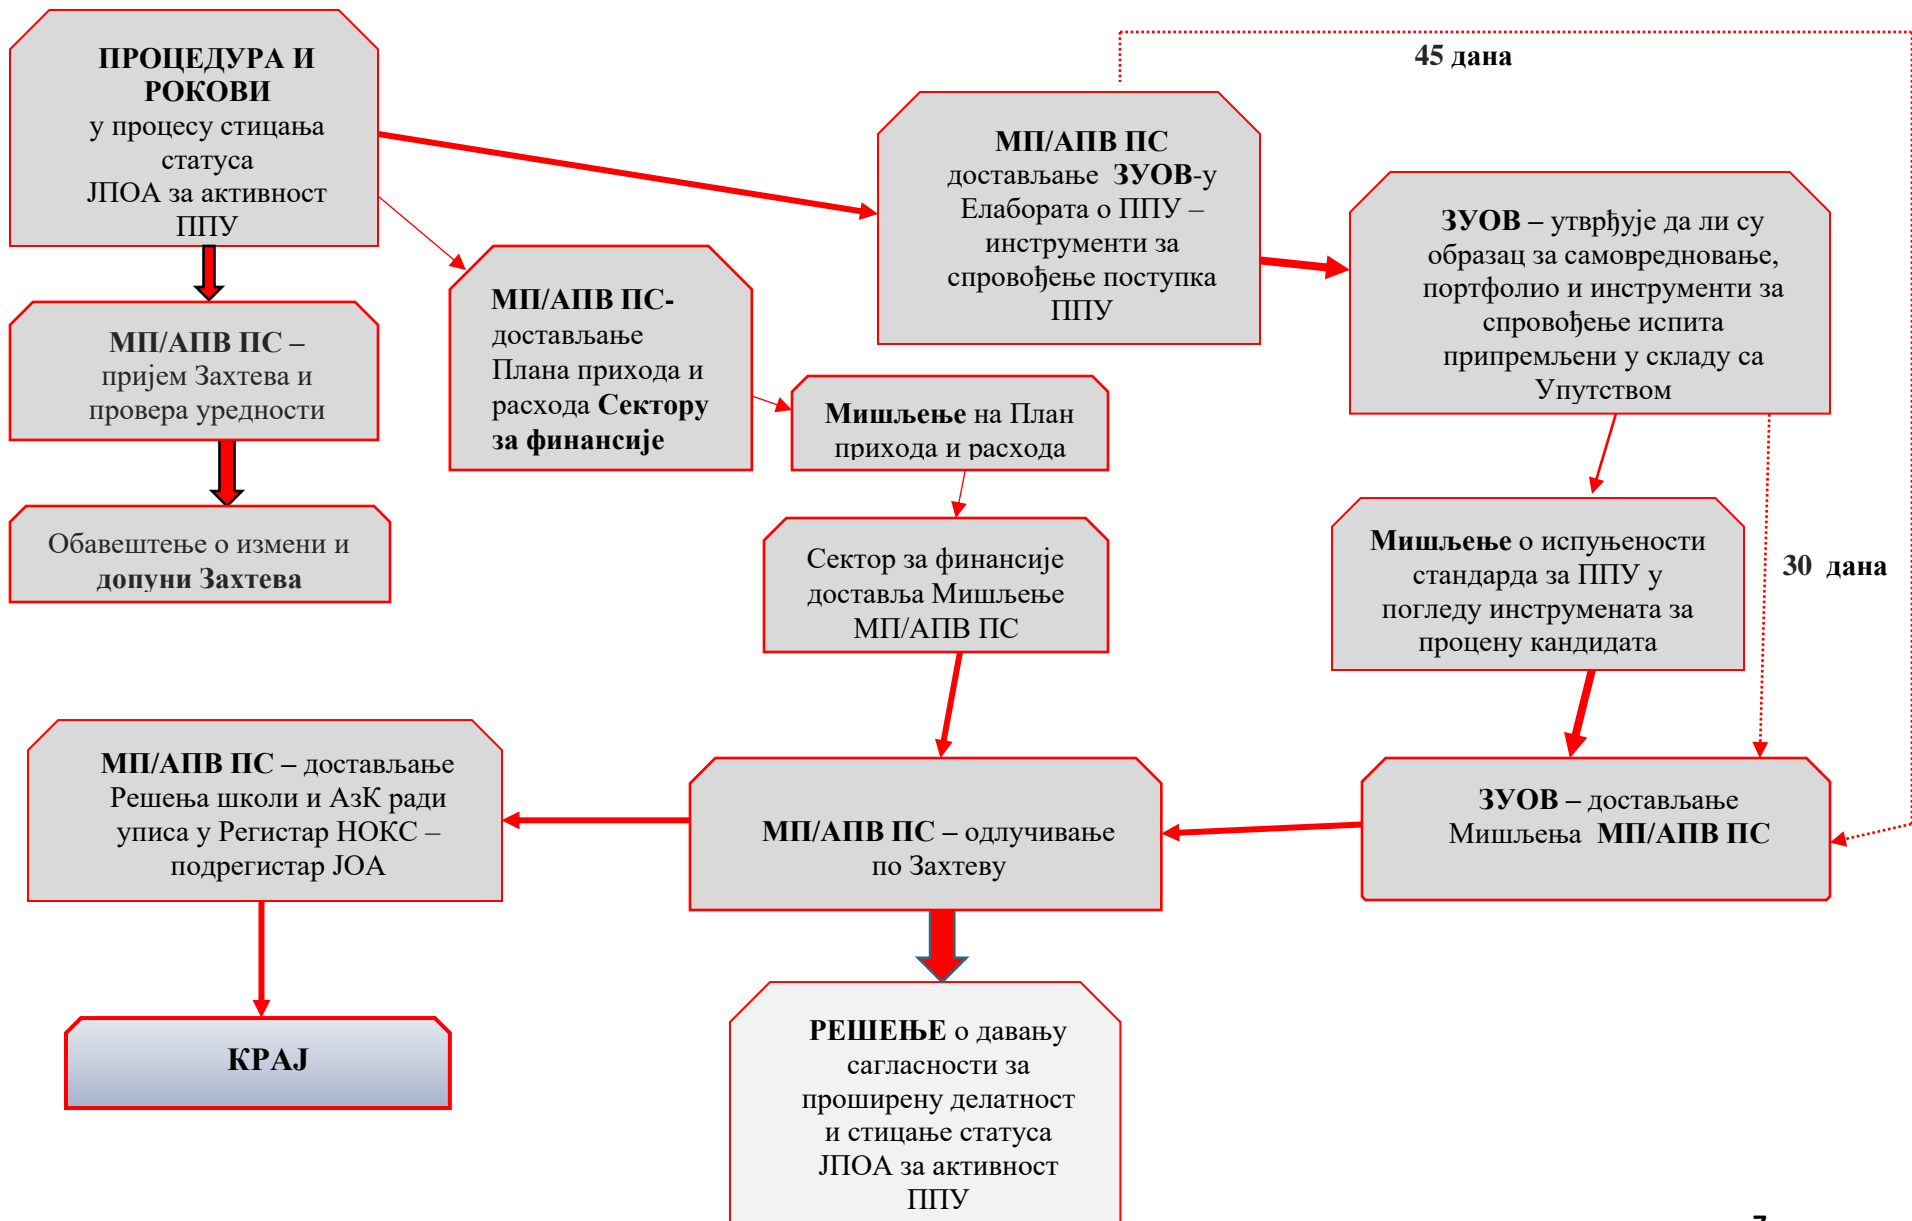 ПРОЦЕДУРА И
РОКОВИ
у процесу стицања
статуса
ЈПОА за активност
ППУ
МП/АПВ ПС –
пријем Захтева и
провера уредности
Обавештење о измени и
допуни Захтева
МП/АПВ ПС-
достављање
Плана прихода и
расхода Сектору
за финансије
Мишљење на План
прихода и расхода
Сектор за финансије
доставља Мишљење
МП/АПВ ПС
МП/АПВ ПС
достављање ЗУОВ-у
Елабората о ППУ –
инструменти за
спровођење поступка
ППУ
45 дана
ЗУОВ – утврђује да ли су
образац за самовредновање,
портфолио и инструменти за
спровођење испита
припремљени у складу са
Упутством
Мишљење о испуњености
стандарда за ППУ у
погледу инструмената за
процену кандидата
30 дана
ЗУОВ – достављање
Мишљења МП/АПВ ПС
МП/АПВ ПС – одлучивање
по Захтеву
МП/АПВ ПС – достављање
Решења школи и АзК ради
уписа у Регистар НОКС –
подрегистар ЈОА
КРАЈ
РЕШЕЊЕ о давању
сагласности за
проширену делатност
и стицање статуса
ЈПОА за активност
ППУ